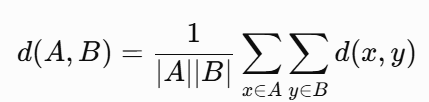 d(A, B) = \frac{1}{|A||B|} \sum_{x \in A} \sum_{y \in B} d(x, y)